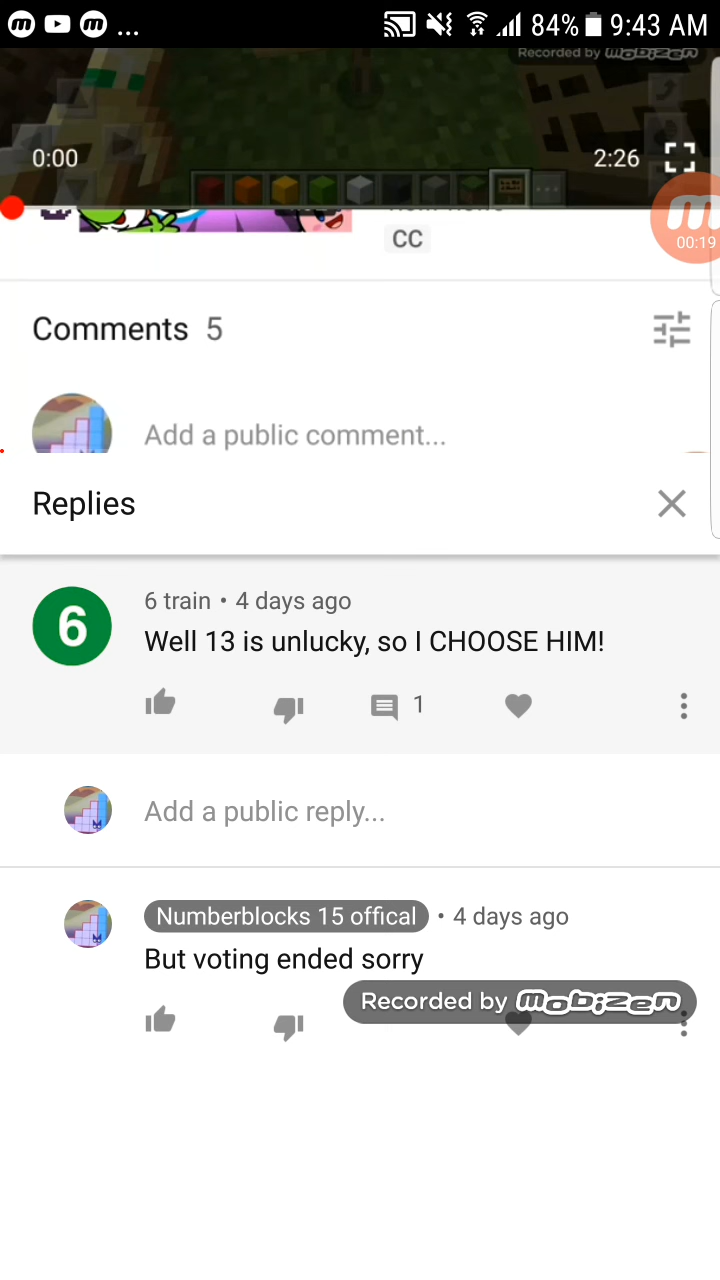 84% 9:43 AM
Recorded by mobizen
0:00
2:26
00:19
CC
Comments 5
Add a public comment...
Replies
6
6 train • 4 days ago
Well 13 is unlucky, so I CHOOSE HIM!
1
Add a public reply...
Numberblocks 15 offical • 4 days ago
But voting ended sorry
Recorded by mobizen